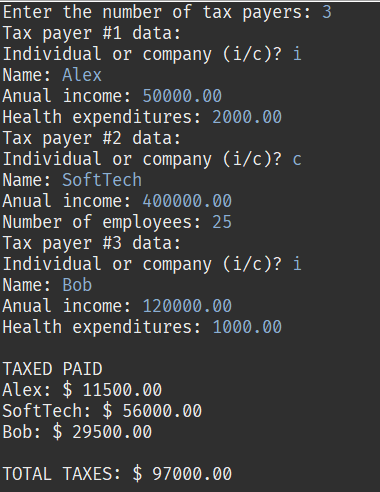 Enter the number of tax payers: 3
Tax payer #1 data:
Individual or company (i/c)? i
Name: Alex
Anual income: 50000.00
Health expenditures: 2000.00
Tax payer #2 data:
Individual or company (i/c)? c
Name: SoftTech
Anual income: 400000.00
Number of employees: 25
Tax payer #3 data:
Individual or company (i/c)? i
Name: Bob
Anual income: 120000.00
Health expenditures: 1000.00
TAXED PAID
Alex: $ 11500.00
SoftTech: $ 56000.00
Bob: $ 29500.00
TOTAL TAXES: $ 97000.00